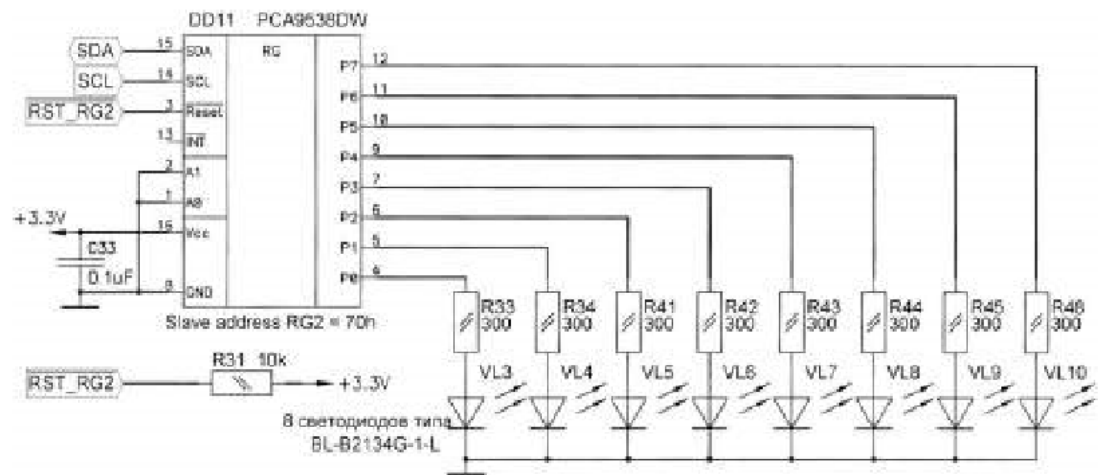 DD11 PCA9538DW
SDA 15 SDA RG P7 12
SCL 14 SCL P6 11
RST_RG2 3 Reset P5 10
13 INT P4 9
2 A1 P3 7
1 A0 P2 6
+3.3V 16 Vcc P1 5
C33 P0 4
0.1uF 8 GND
R33 R34 R41 R42 R43 R44 R45 R46
300 300 300 300 300 300 300 300
Slave address RG2 = 70h
R31 10k VL3 VL4 VL5 VL6 VL7 VL8 VL9 VL10
RST_RG2 +3.3V
8 светодиодов типа
BL-B2134G-1-L